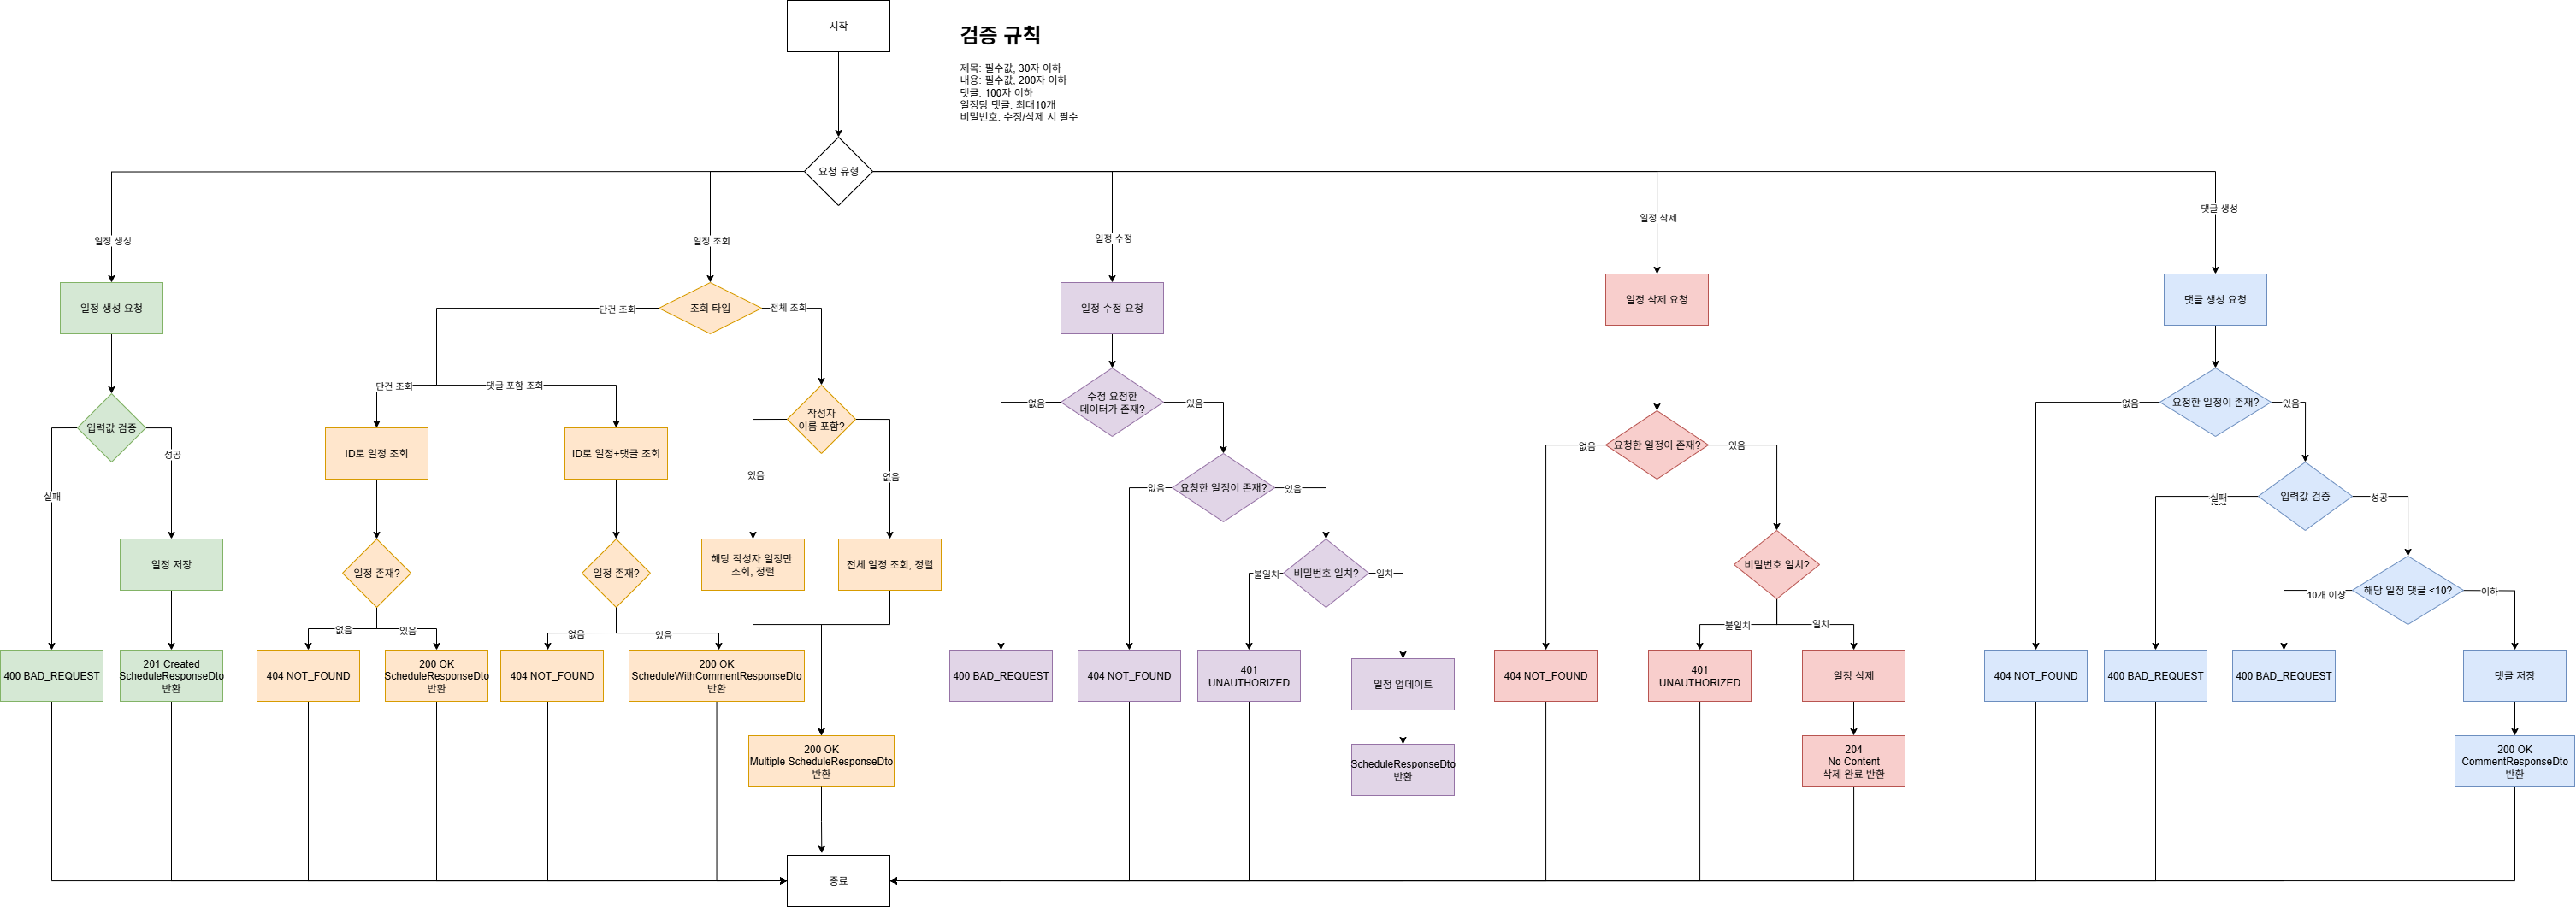 시작
검증 규칙
제목: 필수값, 30자 이하
내용: 필수값, 200자 이하
댓글: 100자 이하
일정당 댓글: 최대10개
비밀번호: 수정/삭제 시 필수
요청 유형
일정 생성
일정 조회
일정 수정
일정 삭제
댓글 생성
일정 생성 요청
입력값 검증
실패
성공
일정 저장
400 BAD_REQUEST
201 Created
ScheduleResponseDto
반환
조회 타입
단건 조회
전체 조회
단건 조회
댓글 포함 조회
ID로 일정 조회
ID로 일정+댓글 조회
일정 존재?
일정 존재?
없음
있음
없음
있음
404 NOT_FOUND
200 OK
ScheduleResponseDto
반환
404 NOT_FOUND
200 OK
ScheduleWithCommentResponseDto
반환
작성자
이름 포함?
있음
없음
해당 작성자 일정만
조회, 정렬
전체 일정 조회, 정렬
200 OK
Multiple ScheduleResponseDto
반환
일정 수정 요청
수정 요청한
데이터가 존재?
없음
있음
요청한 일정이 존재?
없음
있음
비밀번호 일치?
불일치
일치
400 BAD_REQUEST
404 NOT_FOUND
401
UNAUTHORIZED
일정 업데이트
ScheduleResponseDto
반환
일정 삭제 요청
요청한 일정이 존재?
없음
있음
비밀번호 일치?
불일치
일치
404 NOT_FOUND
401
UNAUTHORIZED
일정 삭제
204
No Content
삭제 완료 반환
댓글 생성 요청
요청한 일정이 존재?
없음
있음
입력값 검증
실패
성공
해당 일정 댓글 <10?
10개 이상
이하
404 NOT_FOUND
400 BAD_REQUEST
400 BAD_REQUEST
댓글 저장
200 OK
CommentResponseDto
반환
종료